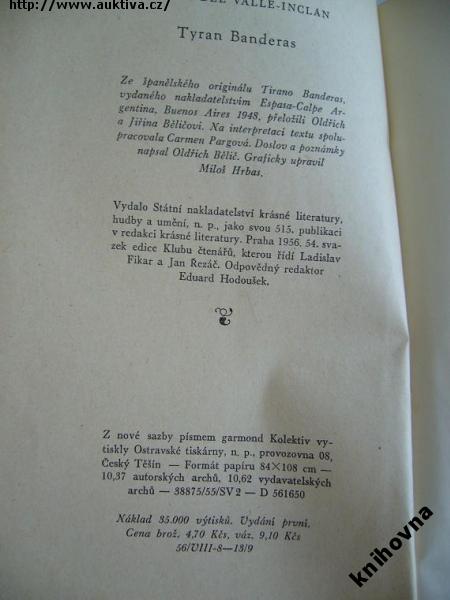 www.auktiva.cz/
DEL VALLE-INCLÁN
Tyran Banderas
Ze španělského originálu Tirano Banderas,
vydaného nakladatelstvím Espasa-Calpe Ar-
gentina, Buenos Aires 1948, přeložili Oldřich
a Jiřina Běličovi. Na interpretaci textu spolu-
pracovala Carmen Pargová. Doslov a poznámky
napsal Oldřich Bělič. Graficky upravil
Miloš Hrbas.
Vydalo Státní nakladatelství krásné literatury,
hudby a umění, n. p., jako svou 515. publikaci
v redakci krásné literatury. Praha 1956. 54. sva-
zek edice Klubu čtenářů, kterou řídí Ladislav
Fikar a Jan Řezáč. Odpovědný redaktor
Eduard Hodoušek.
Z nové sazby písmem garmond Kolektiv vy-
tiskly Ostravské tiskárny, n. p., provozovna 08,
Český Těšín — Formát papíru 84×108 cm —
10,37 autorských archů, 10,62 vydavatelských
archů — 38875/55/SV2 — D 561650
Náklad 35.000 výtisků. Vydání první.
Cena brož. 4,70 Kčs, váz. 9,10 Kčs
56/VIII-8—13/9
knihovna